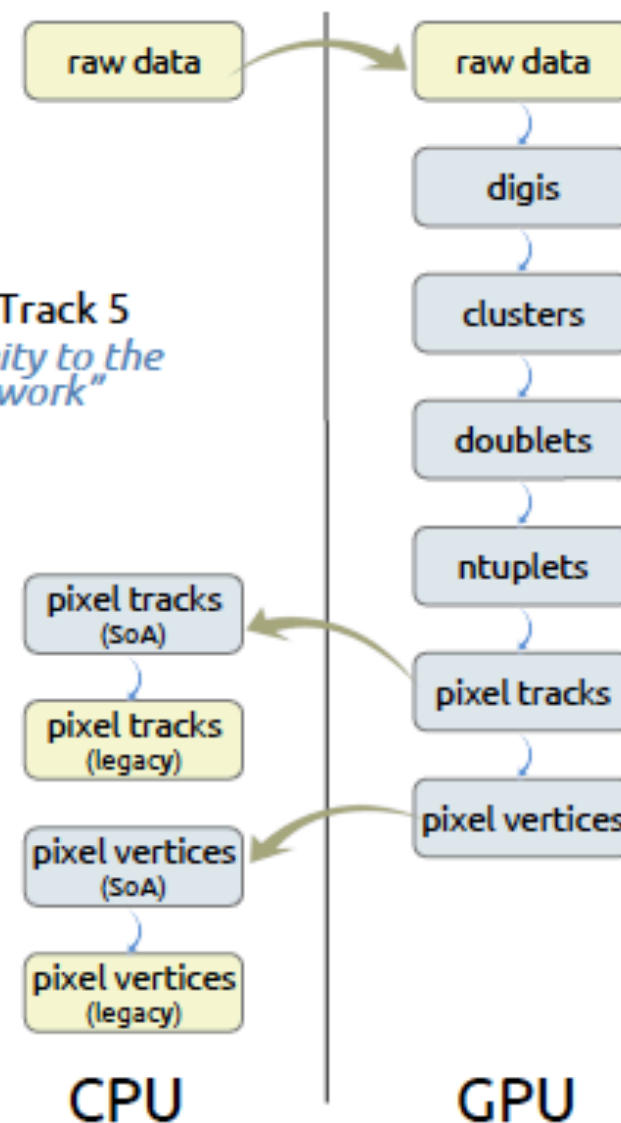 raw data
raw data
digis
Track 5
ity to the
work”
clusters
doublets
ntuplets
pixel tracks
(SoA)
pixel tracks
pixel tracks
(legacy)
pixel vertices
pixel vertices
(SoA)
pixel vertices
(legacy)
CPU
GPU